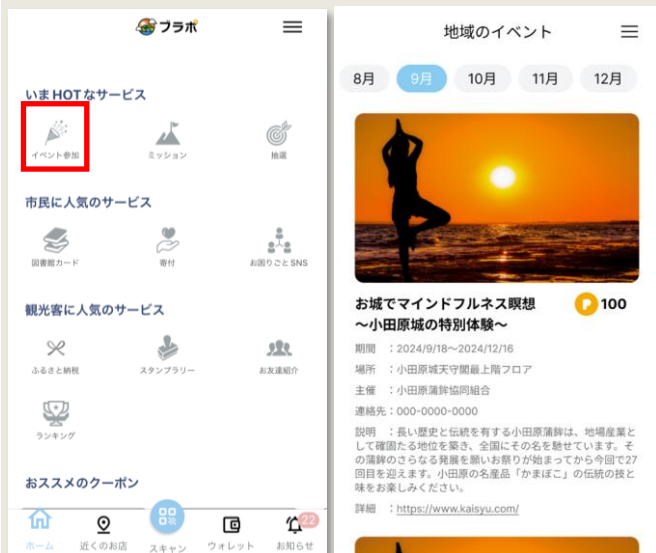 ブラポ
いまHOTなサービス
イベント参加
ミッション
抽選
市民に人気のサービス
図書館カード
寄付
お困りごとSNS
観光客に人気のサービス
ふるさと納税
スタンプラリー
お友達紹介
ランキング
おススメのクーポン
ホーム
近くのお店
スキャン
ウォレット
22
お知らせ
地域のイベント
8月
9月
10月
11月
12月
お城でマインドフルネス瞑想
～小田原城の特別体験～
P 100
期間 ：2024/9/18～2024/12/16
場所 ：小田原城天守閣最上階フロア
主催 ：小田原蒲鉾協同組合
連絡先：000-0000-0000
説明 ：長い歴史と伝統を有する小田原蒲鉾は、地場産業と
して確固たる地位を築き、全国にその名を馳せています。そ
の蒲鉾のさらなる発展を願いお祭りが始まってから今回で27
回目を迎えます。小田原の名産品「かまぼこ」の伝統の技と
味をお楽しみください。
詳細 ：https://www.kaisyu.com/